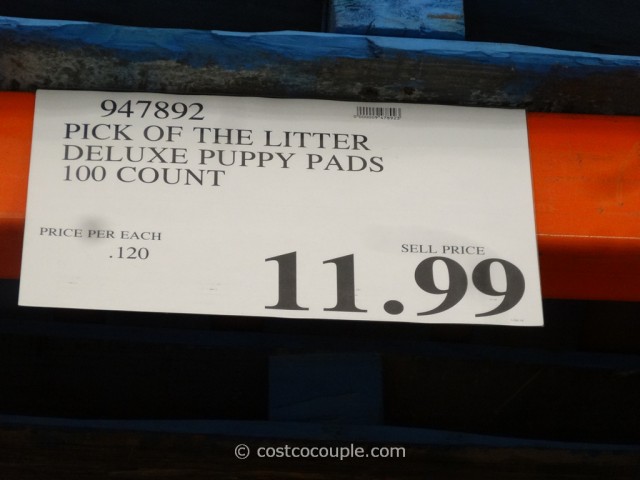 947892
PICK OF THE LITTER
DELUXE PUPPY PADS
100 COUNT
PRICE PER EACH
.120
SELL PRICE
11.99
© costcocouple.com